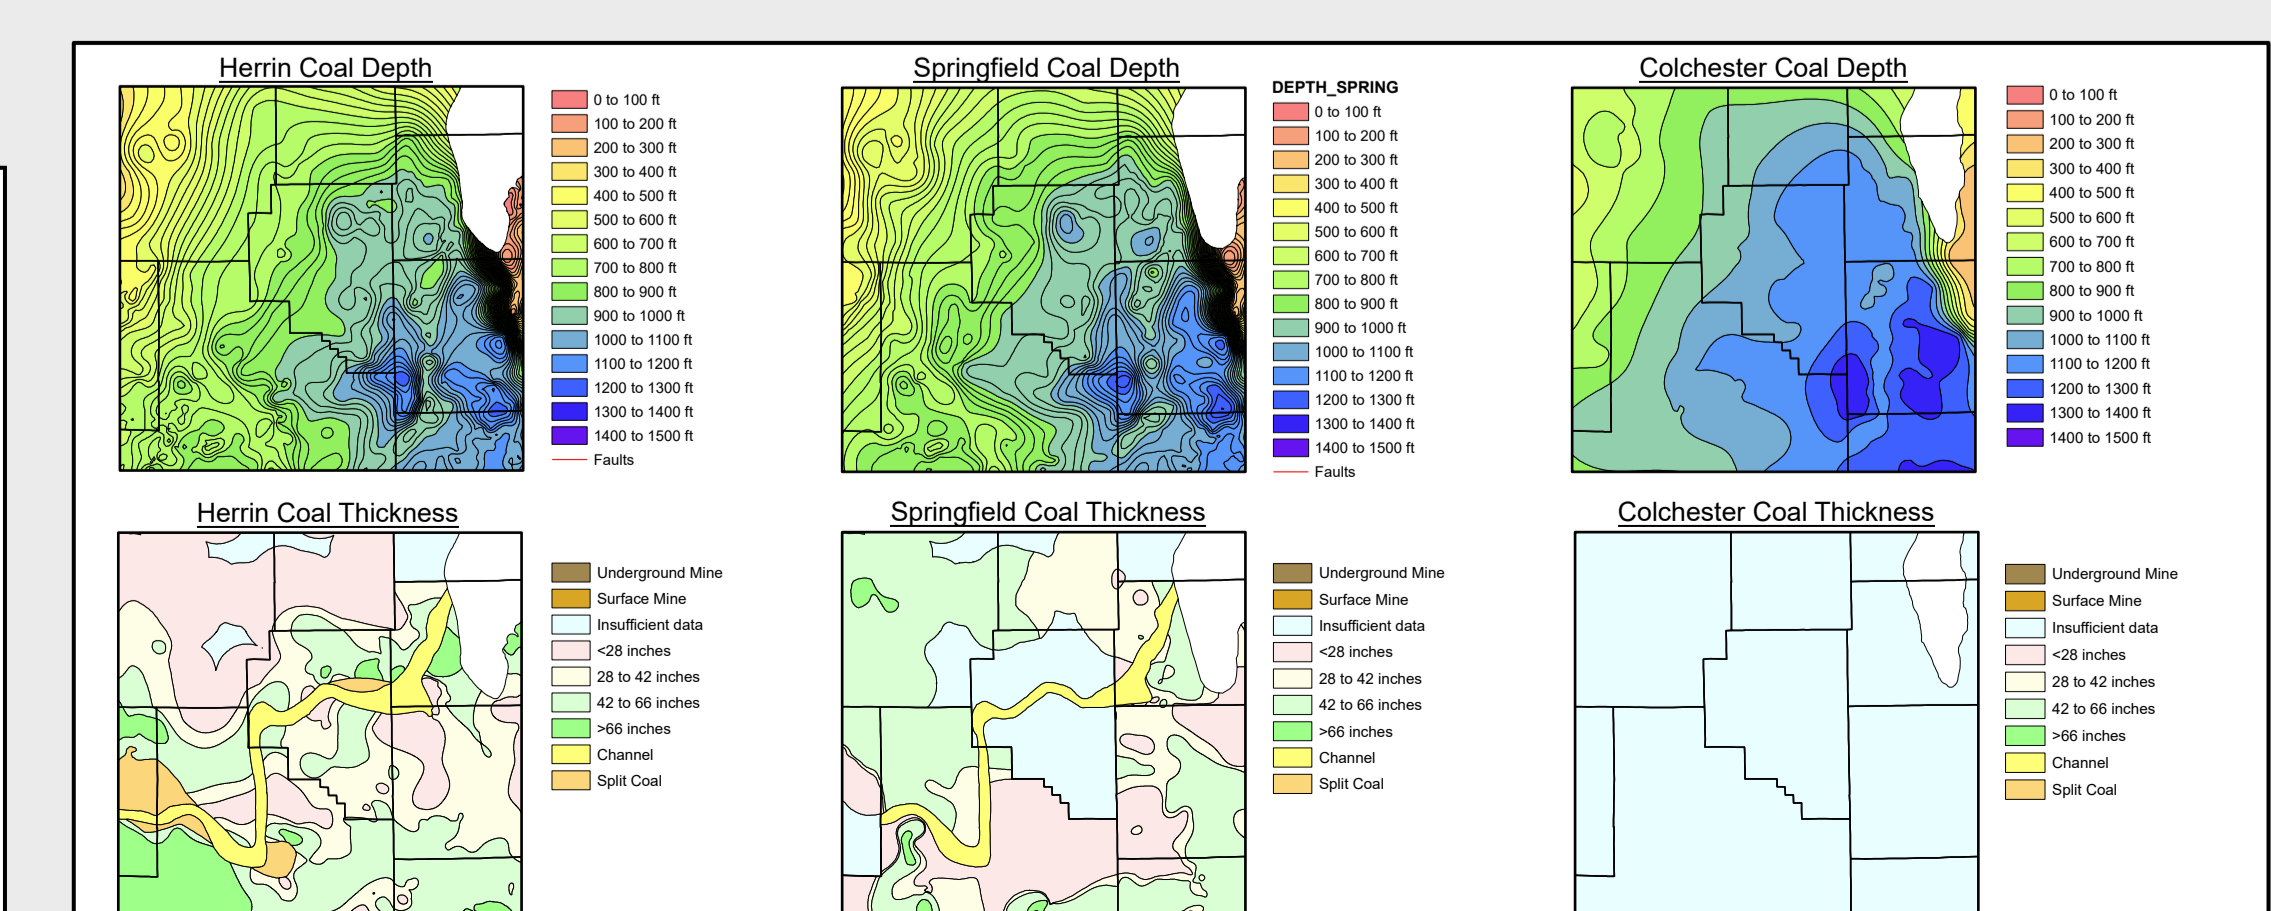 Herrin Coal Depth
0 to 100 ft
100 to 200 ft
200 to 300 ft
300 to 400 ft
400 to 500 ft
500 to 600 ft
600 to 700 ft
700 to 800 ft
800 to 900 ft
900 to 1000 ft
1000 to 1100 ft
1100 to 1200 ft
1200 to 1300 ft
1300 to 1400 ft
1400 to 1500 ft
Faults
Springfield Coal Depth
DEPTH_SPRING
0 to 100 ft
100 to 200 ft
200 to 300 ft
300 to 400 ft
400 to 500 ft
500 to 600 ft
600 to 700 ft
700 to 800 ft
800 to 900 ft
900 to 1000 ft
1000 to 1100 ft
1100 to 1200 ft
1200 to 1300 ft
1300 to 1400 ft
1400 to 1500 ft
Faults
Colchester Coal Depth
0 to 100 ft
100 to 200 ft
200 to 300 ft
300 to 400 ft
400 to 500 ft
500 to 600 ft
600 to 700 ft
700 to 800 ft
800 to 900 ft
900 to 1000 ft
1000 to 1100 ft
1100 to 1200 ft
1200 to 1300 ft
1300 to 1400 ft
1400 to 1500 ft
Herrin Coal Thickness
Underground Mine
Surface Mine
Insufficient data
<28 inches
28 to 42 inches
42 to 66 inches
>66 inches
Channel
Split Coal
Springfield Coal Thickness
Underground Mine
Surface Mine
Insufficient data
<28 inches
28 to 42 inches
42 to 66 inches
>66 inches
Channel
Split Coal
Colchester Coal Thickness
Underground Mine
Surface Mine
Insufficient data
<28 inches
28 to 42 inches
42 to 66 inches
>66 inches
Channel
Split Coal